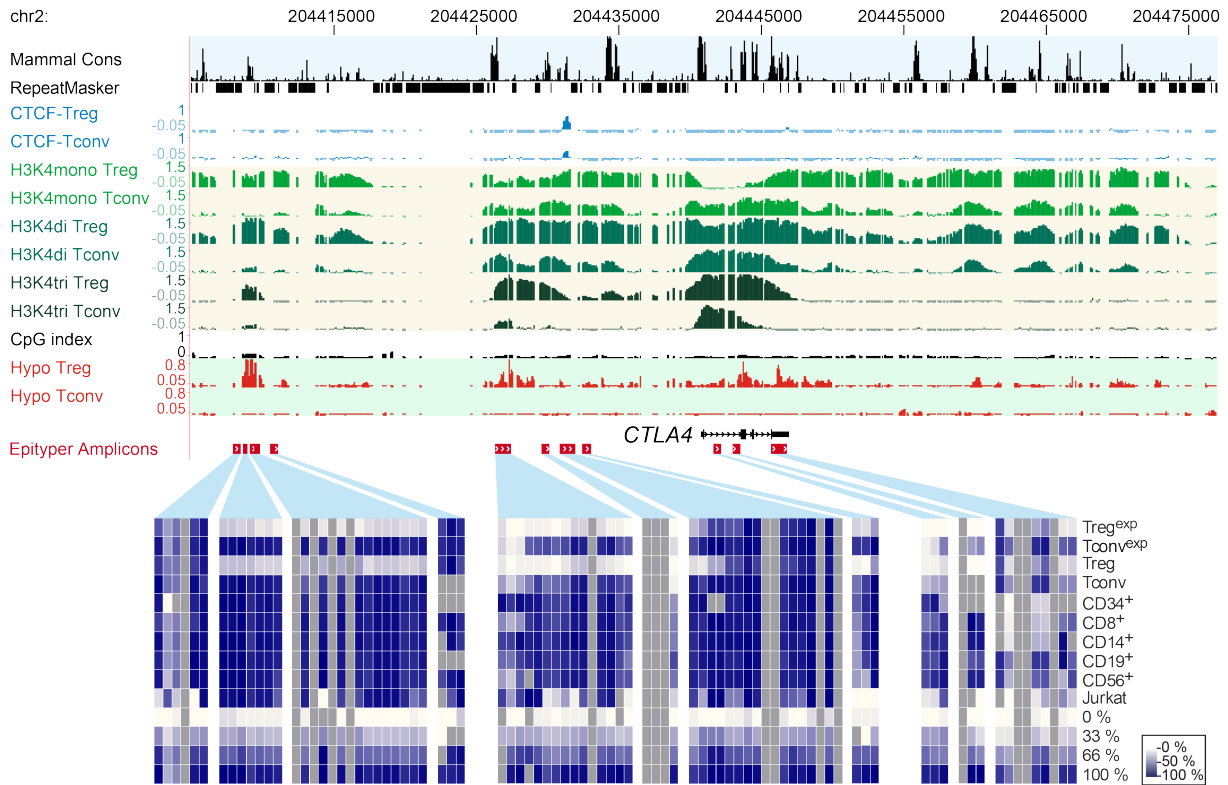 chr2: 204415000 204425000 204435000 204445000 204455000 204465000 204475000
Mammal Cons
RepeatMasker
CTCF-Treg 1
-0.05
CTCF-Tconv 1
-0.05
H3K4mono Treg 1.5
-0.05
H3K4mono Tconv 1.5
-0.05
H3K4di Treg 1.5
-0.05
H3K4di Tconv 1.5
-0.05
H3K4tri Treg 1.5
-0.05
H3K4tri Tconv 1.5
-0.05
CpG index 1
0
Hypo Treg 0.8
0.05
Hypo Tconv 0.8
0.05
CTLA4
Epityper Amplicons
Treg^exp
Tconv^exp
Treg
Tconv
CD34+
CD8+
CD14+
CD19+
CD56+
Jurkat
0 %
33 %
66 %
100 %
-0 %
-50 %
-100 %